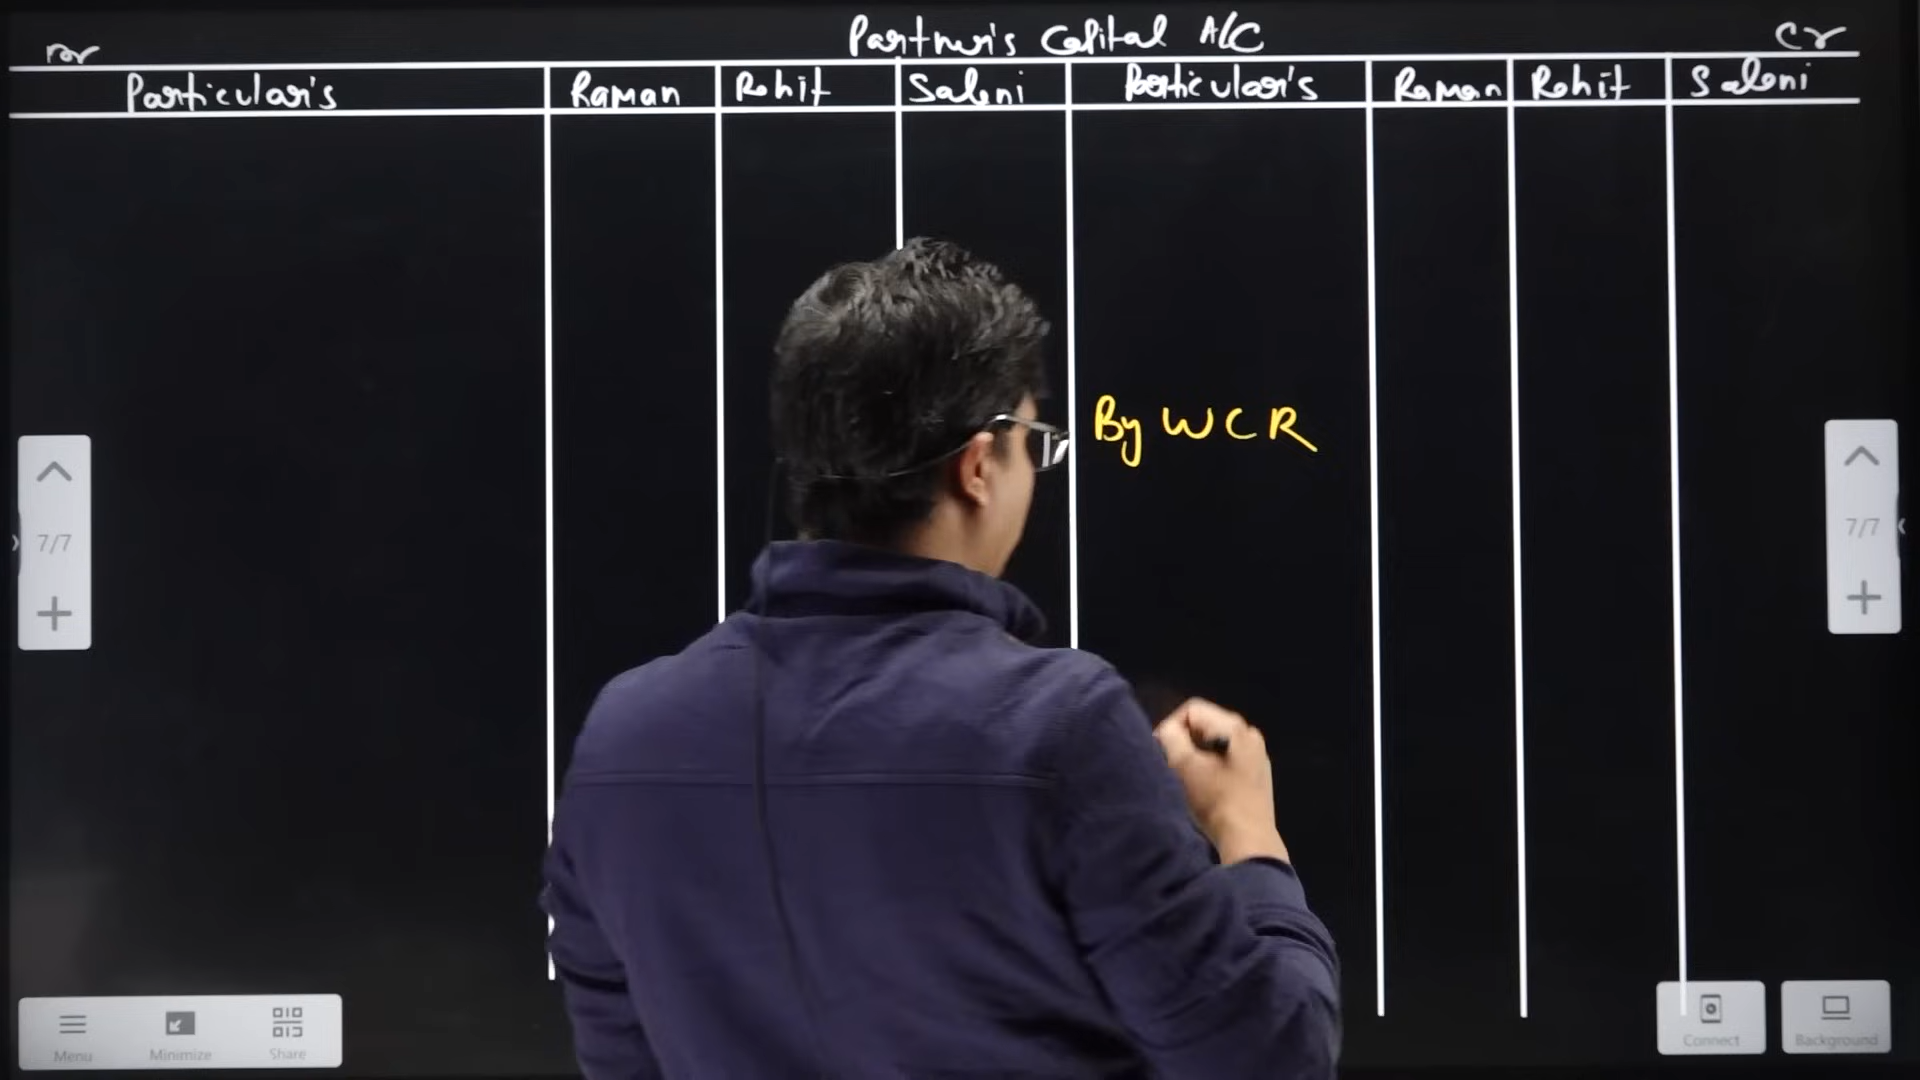 Partner's Capital A/C
Dr
Cr
Particular's Raman Rohit Saloni Particular's Raman Rohit Saloni
By WCR
7/7
7/7
Menu
Minimize
Share
Connect
Background